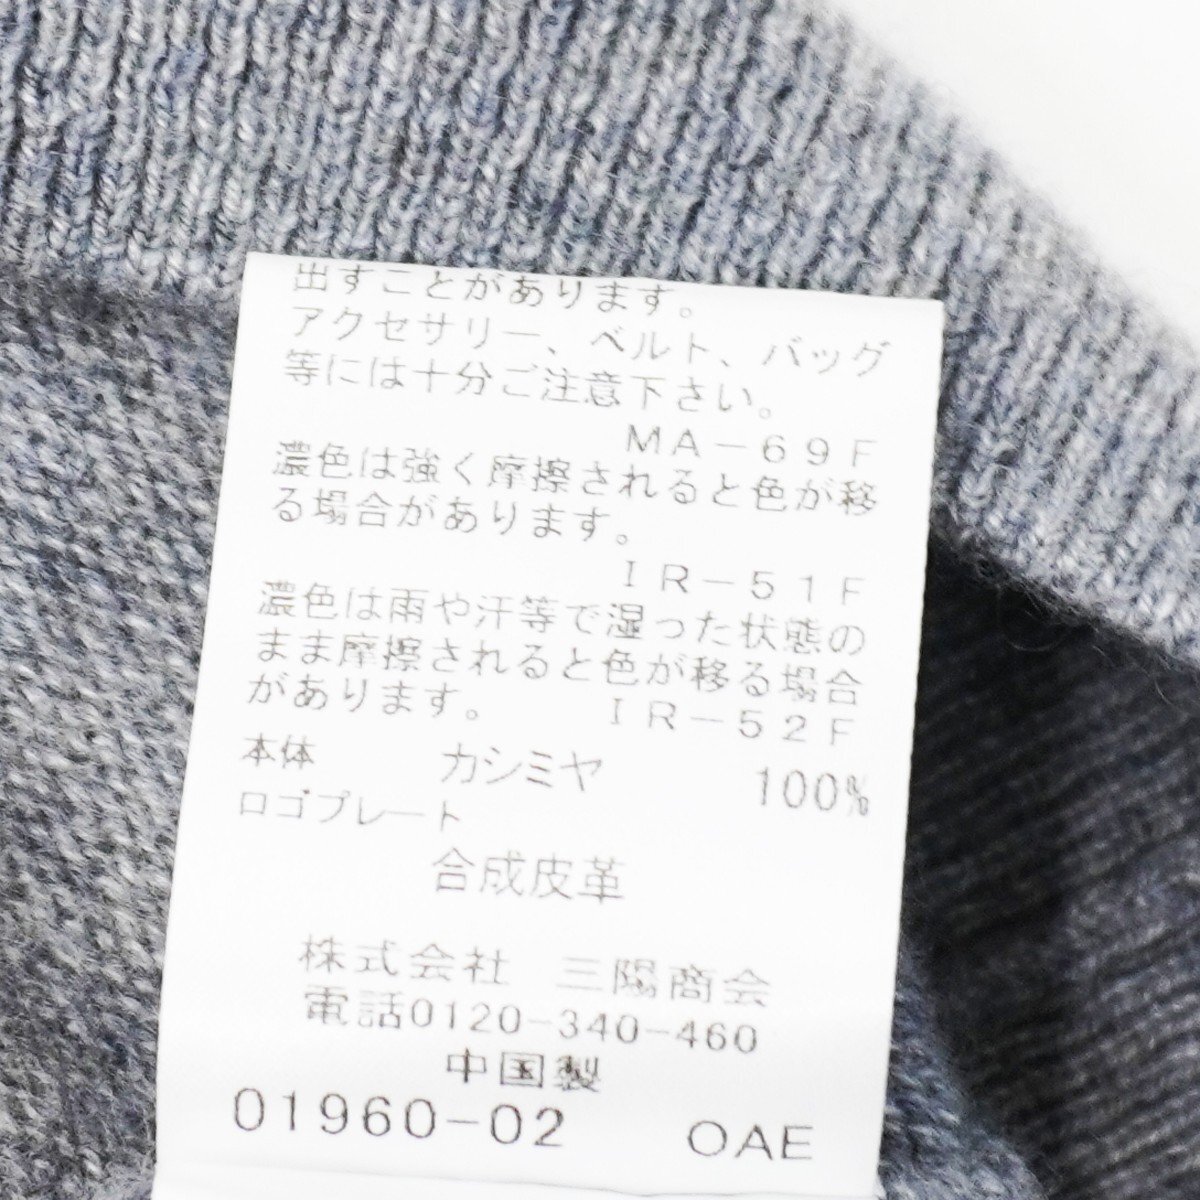 出すことがあります。
アクセサリー、ベルト、バッグ
等には十分ご注意下さい。
MA-69F
濃色は強く摩擦されると色が移
る場合があります。
IR-51F
濃色は雨や汗等で湿った状態の
まま摩擦されると色が移る場合
があります。 IR-52F
本体 カシミヤ 100%
ロゴプレート
合成皮革
株式会社 三陽商会
電話0120-340-460
中国製
01960-02 OAE